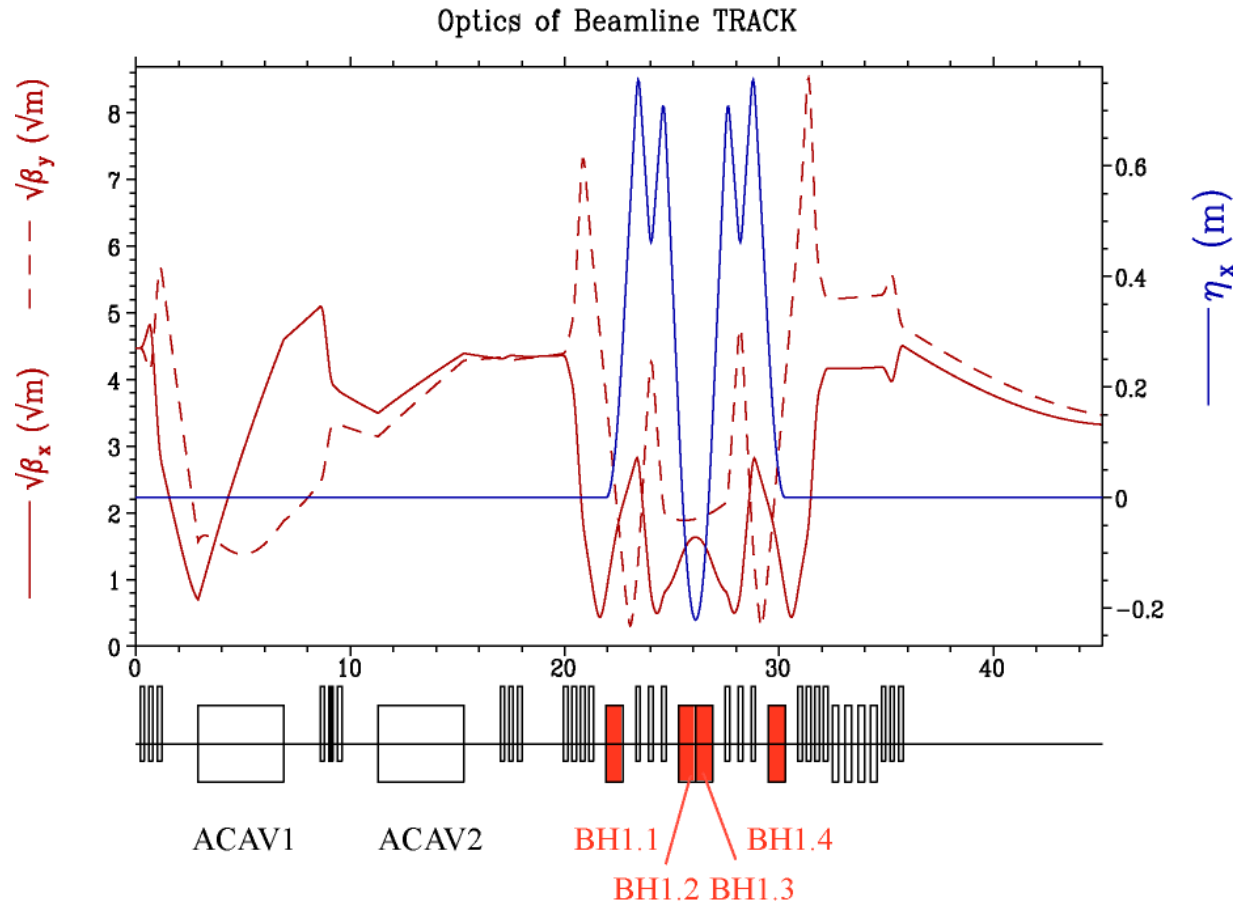 Optics of Beamline TRACK
√βx (√m) √βy (√m)
8
7
6
5
4
3
2
1
0
0.6
0.4
0.2
0
-0.2
ηx (m)
0 10 20 30 40
ACAV1 ACAV2 BH1.1 BH1.4
BH1.2 BH1.3